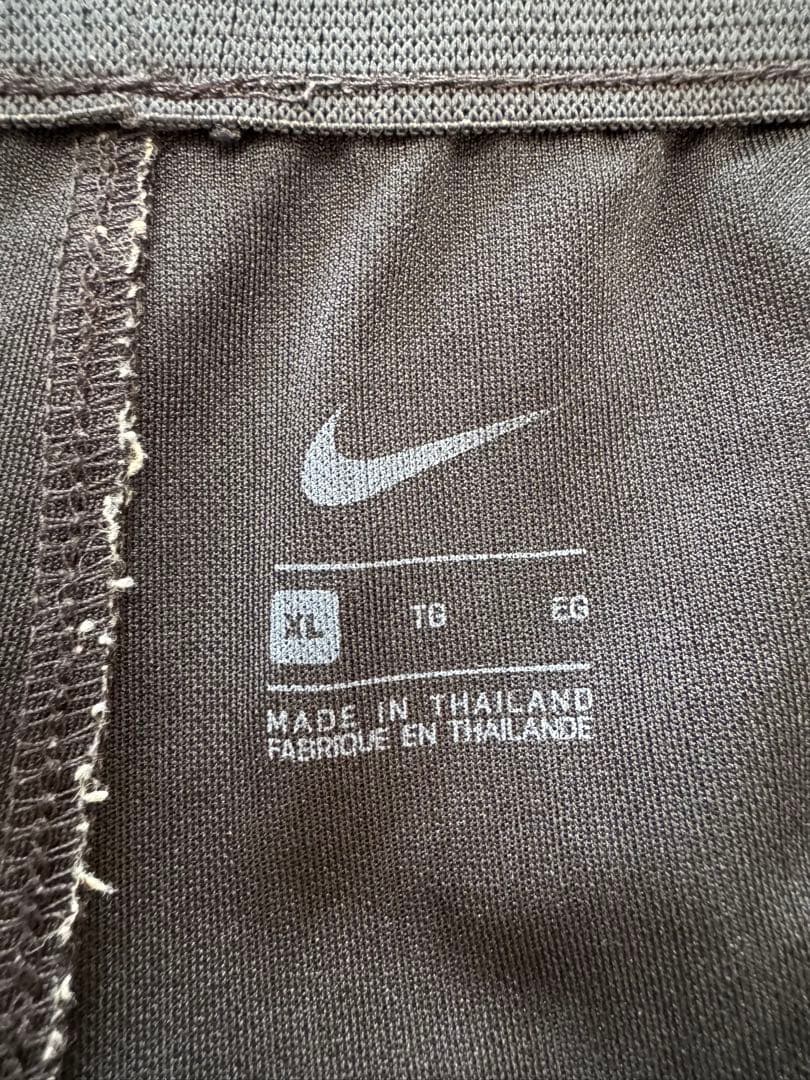 XL TG EG
MADE IN THAILAND
FABRIQUE EN THAILANDE